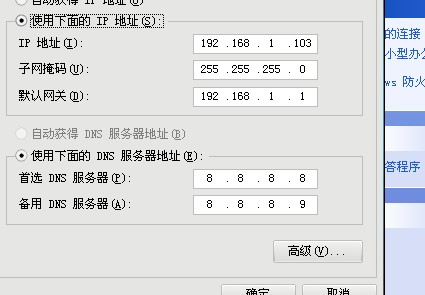 自动获得 IP 地址(O)
使用下面的 IP 地址(S):
IP 地址(I):
192 .168 . 1 .103
子网掩码(U):
255 .255 .255 . 0
默认网关(D):
192 .168 . 1 . 1
自动获得 DNS 服务器地址(B)
使用下面的 DNS 服务器地址(E):
首选 DNS 服务器(P):
8 . 8 . 8 . 8
备用 DNS 服务器(A):
8 . 8 . 8 . 9
高级(V)...
确定
取消
的连接
小型办公
ws 防火
答程序